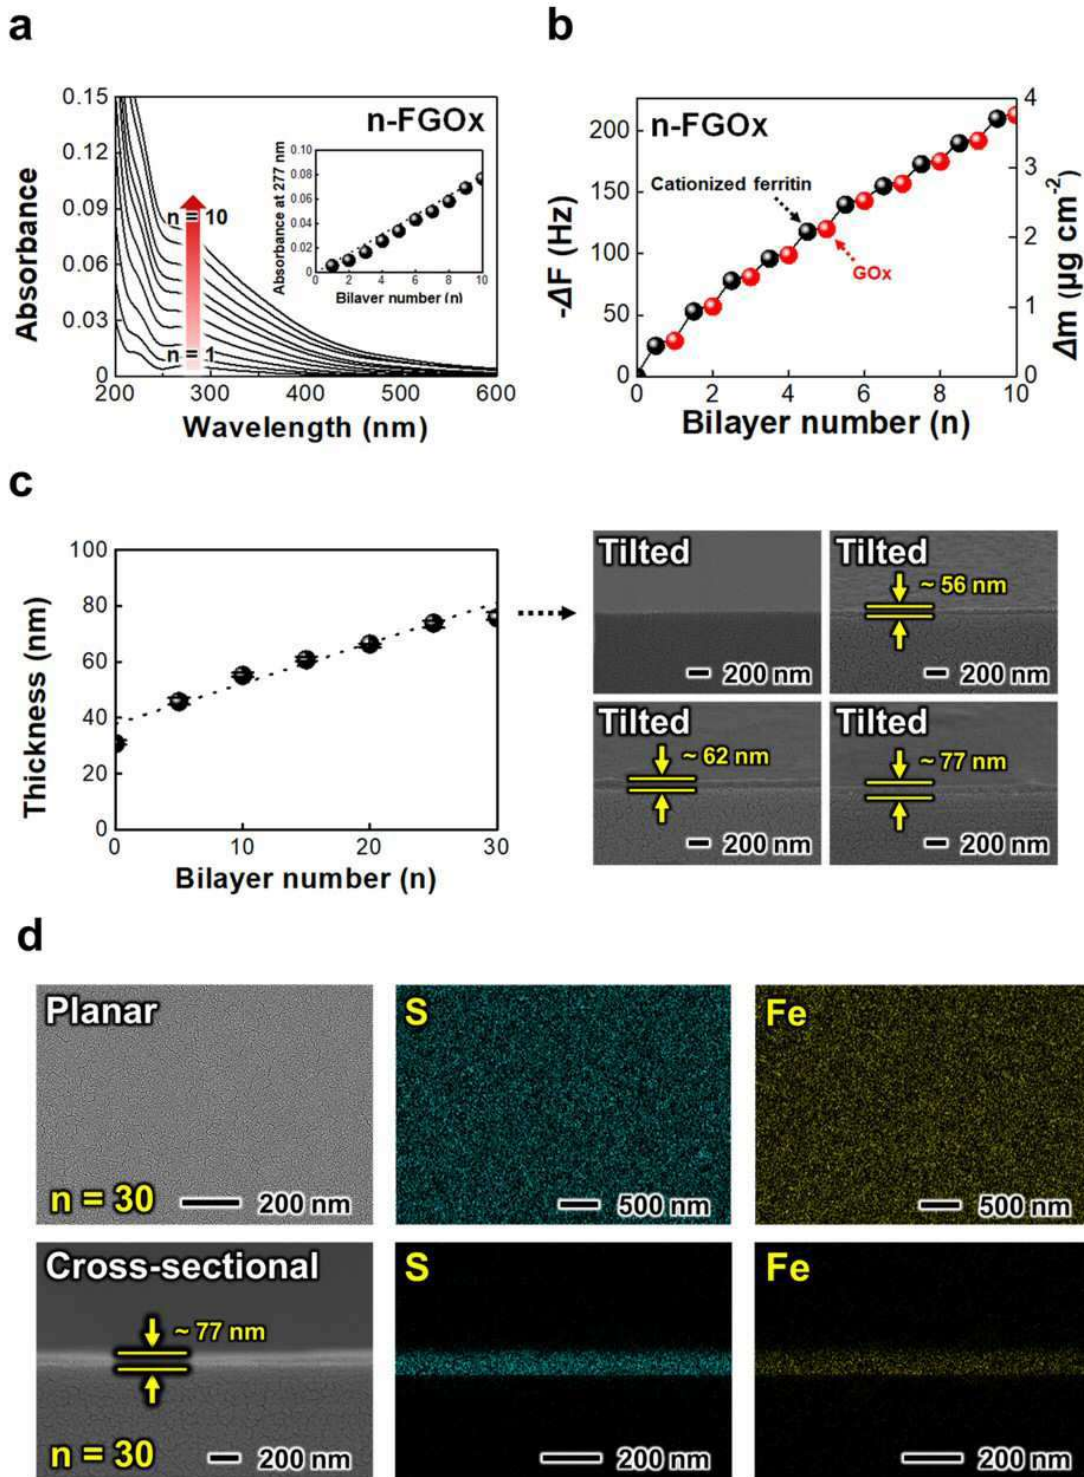 a
n-FGOx
Absorbance
0.15
0.12
0.09
0.06
0.03
0
n = 10
n = 1
200
300
400
500
600
Wavelength (nm)
Absorbance at 277 nm
0.10
0.08
0.06
0.04
0.02
0.00
0
2
4
6
8
10
Bilayer number (n)
b
n-FGOx
-ΔF (Hz)
200
150
100
50
0
Cationized ferritin
GOx
4
3
2
1
0
Δm (μg cm-2)
0
2
4
6
8
10
Bilayer number (n)
c
Thickness (nm)
100
80
60
40
20
0
0
10
20
30
Bilayer number (n)
Tilted
200 nm
Tilted
~ 56 nm
200 nm
Tilted
~ 62 nm
200 nm
Tilted
~ 77 nm
200 nm
d
Planar
n = 30
200 nm
S
500 nm
Fe
500 nm
Cross-sectional
~ 77 nm
n = 30
200 nm
S
200 nm
Fe
200 nm